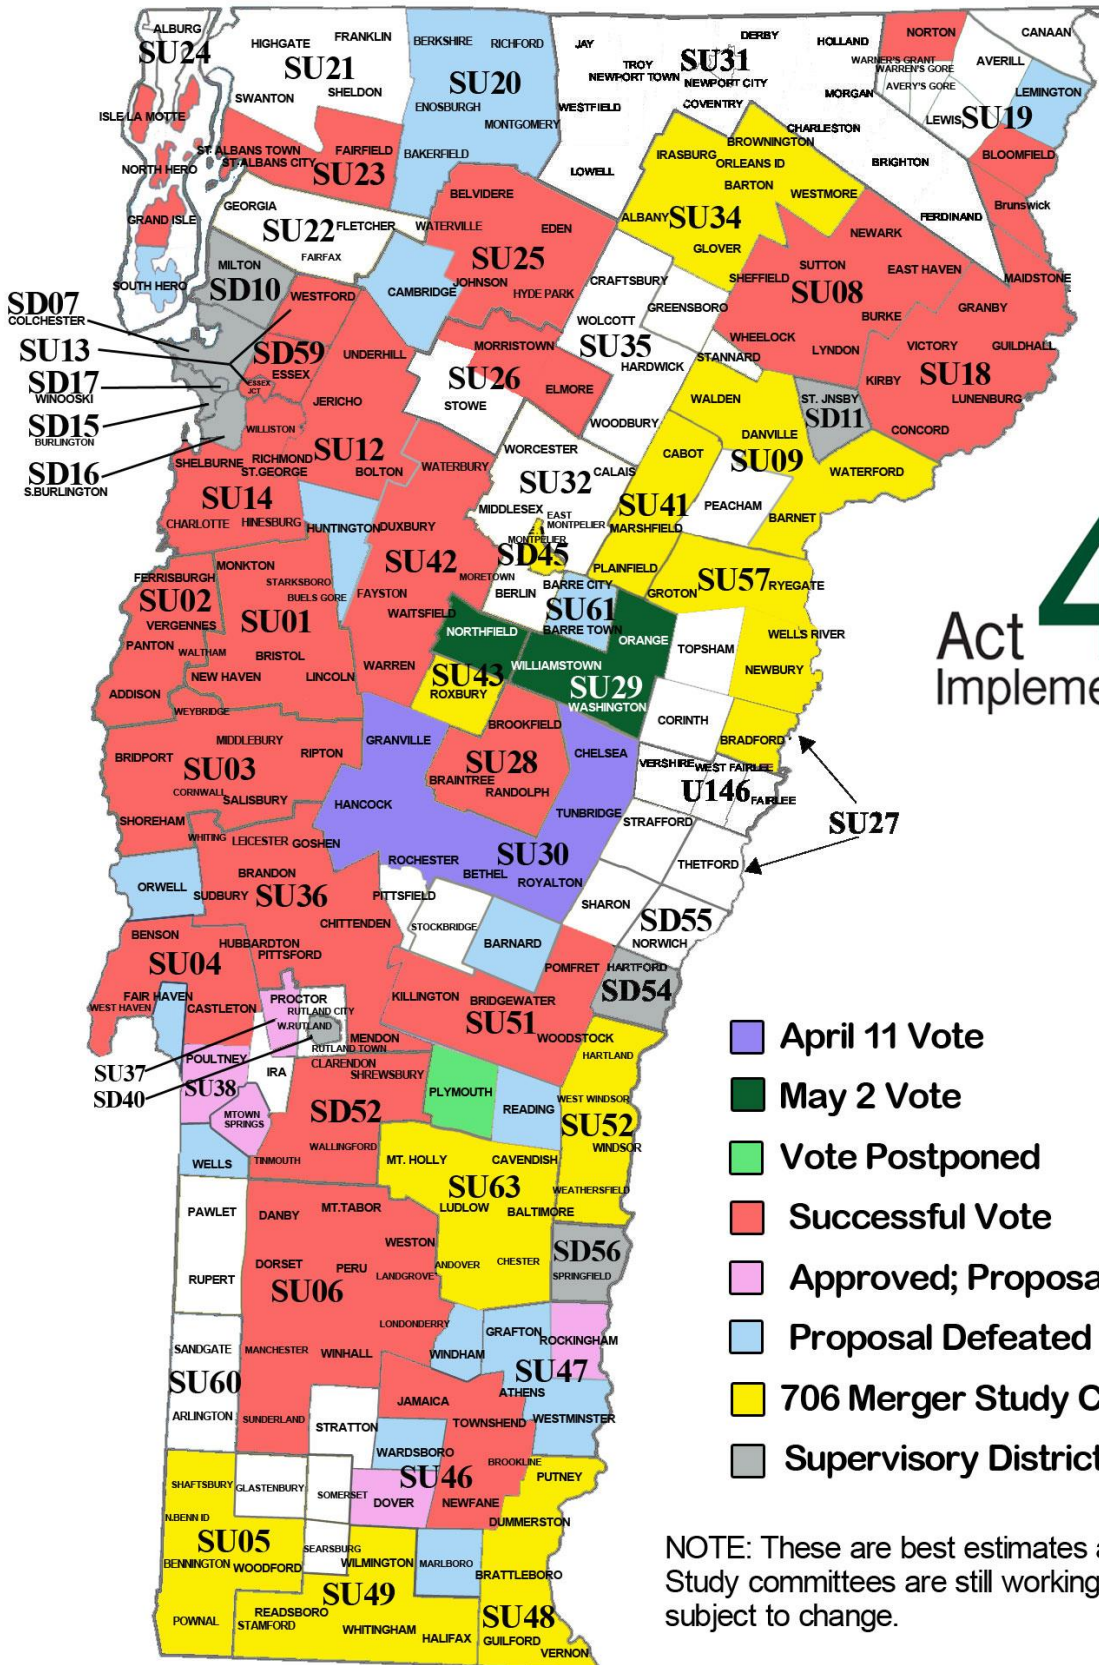 ALBURG
SU24
HIGHGATE
FRANKLIN
SU21
SHELDON
SWANTON
BERKSHIRE
RICHFORD
SU20
ENOSBURGH
MONTGOMERY
BAKERFIELD
JAY
TROY
NEWPORT TOWN
SU31
DERBY
NEWPORT CITY
HOLLAND
WESTFIELD
COVENTRY
MORGAN
CHARLESTON
LOWELL
BRIGHTON
FERDINAND
NORTON
CANAAN
WARNER'S GRANT
WARREN'S GORE
AVERILL
AVERY'S GORE
LEMINGTON
LEWIS
SU19
BLOOMFIELD
Brunswick
MAIDSTONE
ISLE LA MOTTE
NORTH HERO
GRAND ISLE
SOUTH HERO
ST. ALBANS TOWN
ST. ALBANS CITY
FAIRFIELD
SU23
GEORGIA
SU22
FLETCHER
FAIRFAX
BELVIDERE
WATERVILLE
EDEN
SU25
JOHNSON
HYDE PARK
CAMBRIDGE
IRASBURG
BROWNINGTON
ORLEANS ID
BARTON
WESTMORE
ALBANY
SU34
GLOVER
NEWARK
SUTTON
SHEFFIELD
EAST HAVEN
SU08
BURKE
WHEELOCK
LYNDON
GRANBY
VICTORY
GUILDHALL
KIRBY
SU18
LUNENBURG
CONCORD
CRAFTSBURY
GREENSBORO
WOLCOTT
SU35
HARDWICK
STANNARD
WOODBURY
MILTON
SD10
SD07
COLCHESTER
SU13
SD17
WINOOSKI
SD15
BURLINGTON
SD16
S.BURLINGTON
WESTFORD
SD59
ESSEX
ESSEX
JCT
UNDERHILL
JERICHO
WILLISTON
RICHMOND
SU12
ST.GEORGE
BOLTON
SHELBURNE
SU14
CHARLOTTE
HINESBURG
MORRISTOWN
SU26
ELMORE
STOWE
WORCESTER
CALAIS
SU32
MIDDLESEX
EAST
MONTPELIER
MONTPELIER
SD45
BERLIN
WALDEN
DANVILLE
ST. JNSBY
SD11
SU09
WATERFORD
PEACHAM
BARNET
CABOT
SU41
MARSHFIELD
PLAINFIELD
WATERBURY
HUNTINGTON
DUXBURY
SU42
MORETOWN
FAYSTON
WAITSFIELD
WARREN
FERRISBURGH
SU02
VERGENNES
PANTON
WALTHAM
ADDISON
MONKTON
STARKSBORO
BUELS GORE
SU01
BRISTOL
NEW HAVEN
LINCOLN
WEYBRIDGE
BARRE CITY
SU61
BARRE TOWN
GROTON
SU57
RYEGATE
WELLS RIVER
NEWBURY
TOPSHAM
ORANGE
NORTHFIELD
WILLIAMSTOWN
SU29
WASHINGTON
SU43
ROXBURY
CORINTH
BRADFORD
VERSHIRE
WEST FAIRLEE
U146
FAIRLEE
SU27
STRAFFORD
THETFORD
MIDDLEBURY
BRIDPORT
RIPTON
SU03
CORNWALL
SALISBURY
SHOREHAM
GRANVILLE
HANCOCK
BROOKFIELD
SU28
BRAINTREE
RANDOLPH
CHELSEA
TUNBRIDGE
ROCHESTER
SU30
BETHEL
ROYALTON
WHITING
LEICESTER
GOSHEN
BRANDON
SUDBURY
SU36
CHITTENDEN
ORWELL
PITTSFIELD
STOCKBRIDGE
BARNARD
SHARON
SD55
NORWICH
BENSON
HUBBARDTON
PITTSFORD
SU04
FAIR HAVEN
WEST HAVEN
CASTLETON
PROCTOR
RUTLAND CITY
W.RUTLAND
RUTLAND TOWN
MENDON
KILLINGTON
BRIDGEWATER
SU51
POMFRET
WOODSTOCK
HARTFORD
SD54
POULTNEY
SU37
SD40
SU38
IRA
MTOWN
SPRINGS
CLARENDON
SHREWSBURY
SD52
WALLINGFORD
TINMOUTH
WELLS
PLYMOUTH
READING
HARTLAND
WEST WINDSOR
SU52
WINDSOR
WEATHERSFIELD
MT. HOLLY
CAVENDISH
SU63
LUDLOW
BALTIMORE
ANDOVER
CHESTER
SD56
SPRINGFIELD
PAWLET
RUPERT
DANBY
MT.TABOR
WESTON
DORSET
PERU
LANDGROVE
SU06
LONDONDERRY
MANCHESTER
WINHALL
SUNDERLAND
SANDGATE
SU60
ARLINGTON
GRAFTON
ROCKINGHAM
WINDHAM
SU47
ATHENS
WESTMINSTER
JAMAICA
TOWNSHEND
STRATTON
WARDSBORO
BROOKLINE
SU46
DOVER
NEWFANE
SHAFTSBURY
GLASTENBURY
SOMERSET
N.BENN ID
SU05
BENNINGTON
WOODFORD
POWNAL
SEARSBURG
WILMINGTON
SU49
READSBORO
STAMFORD
WHITINGHAM
HALIFAX
MARLBORO
PUTNEY
DUMMERSTON
BRATTLEBORO
SU48
GUILFORD
VERNON
Act 4
Impleme
April 11 Vote
May 2 Vote
Vote Postponed
Successful Vote
Approved; Proposa
Proposal Defeated
706 Merger Study C
Supervisory District
NOTE: These are best estimates a
Study committees are still working
subject to change.